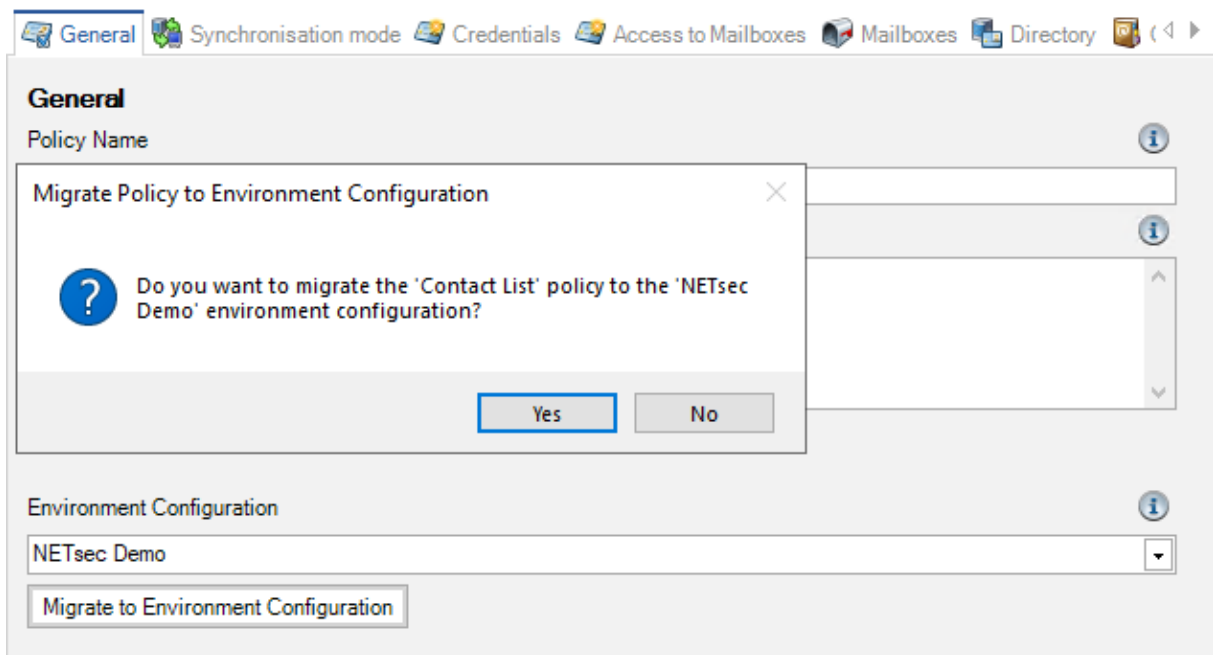 General Synchronisation mode Credentials Access to Mailboxes Mailboxes Directory
General
Policy Name
Migrate Policy to Environment Configuration
Do you want to migrate the 'Contact List' policy to the 'NETsec
Demo' environment configuration?
Yes No
Environment Configuration
NETsec Demo
Migrate to Environment Configuration